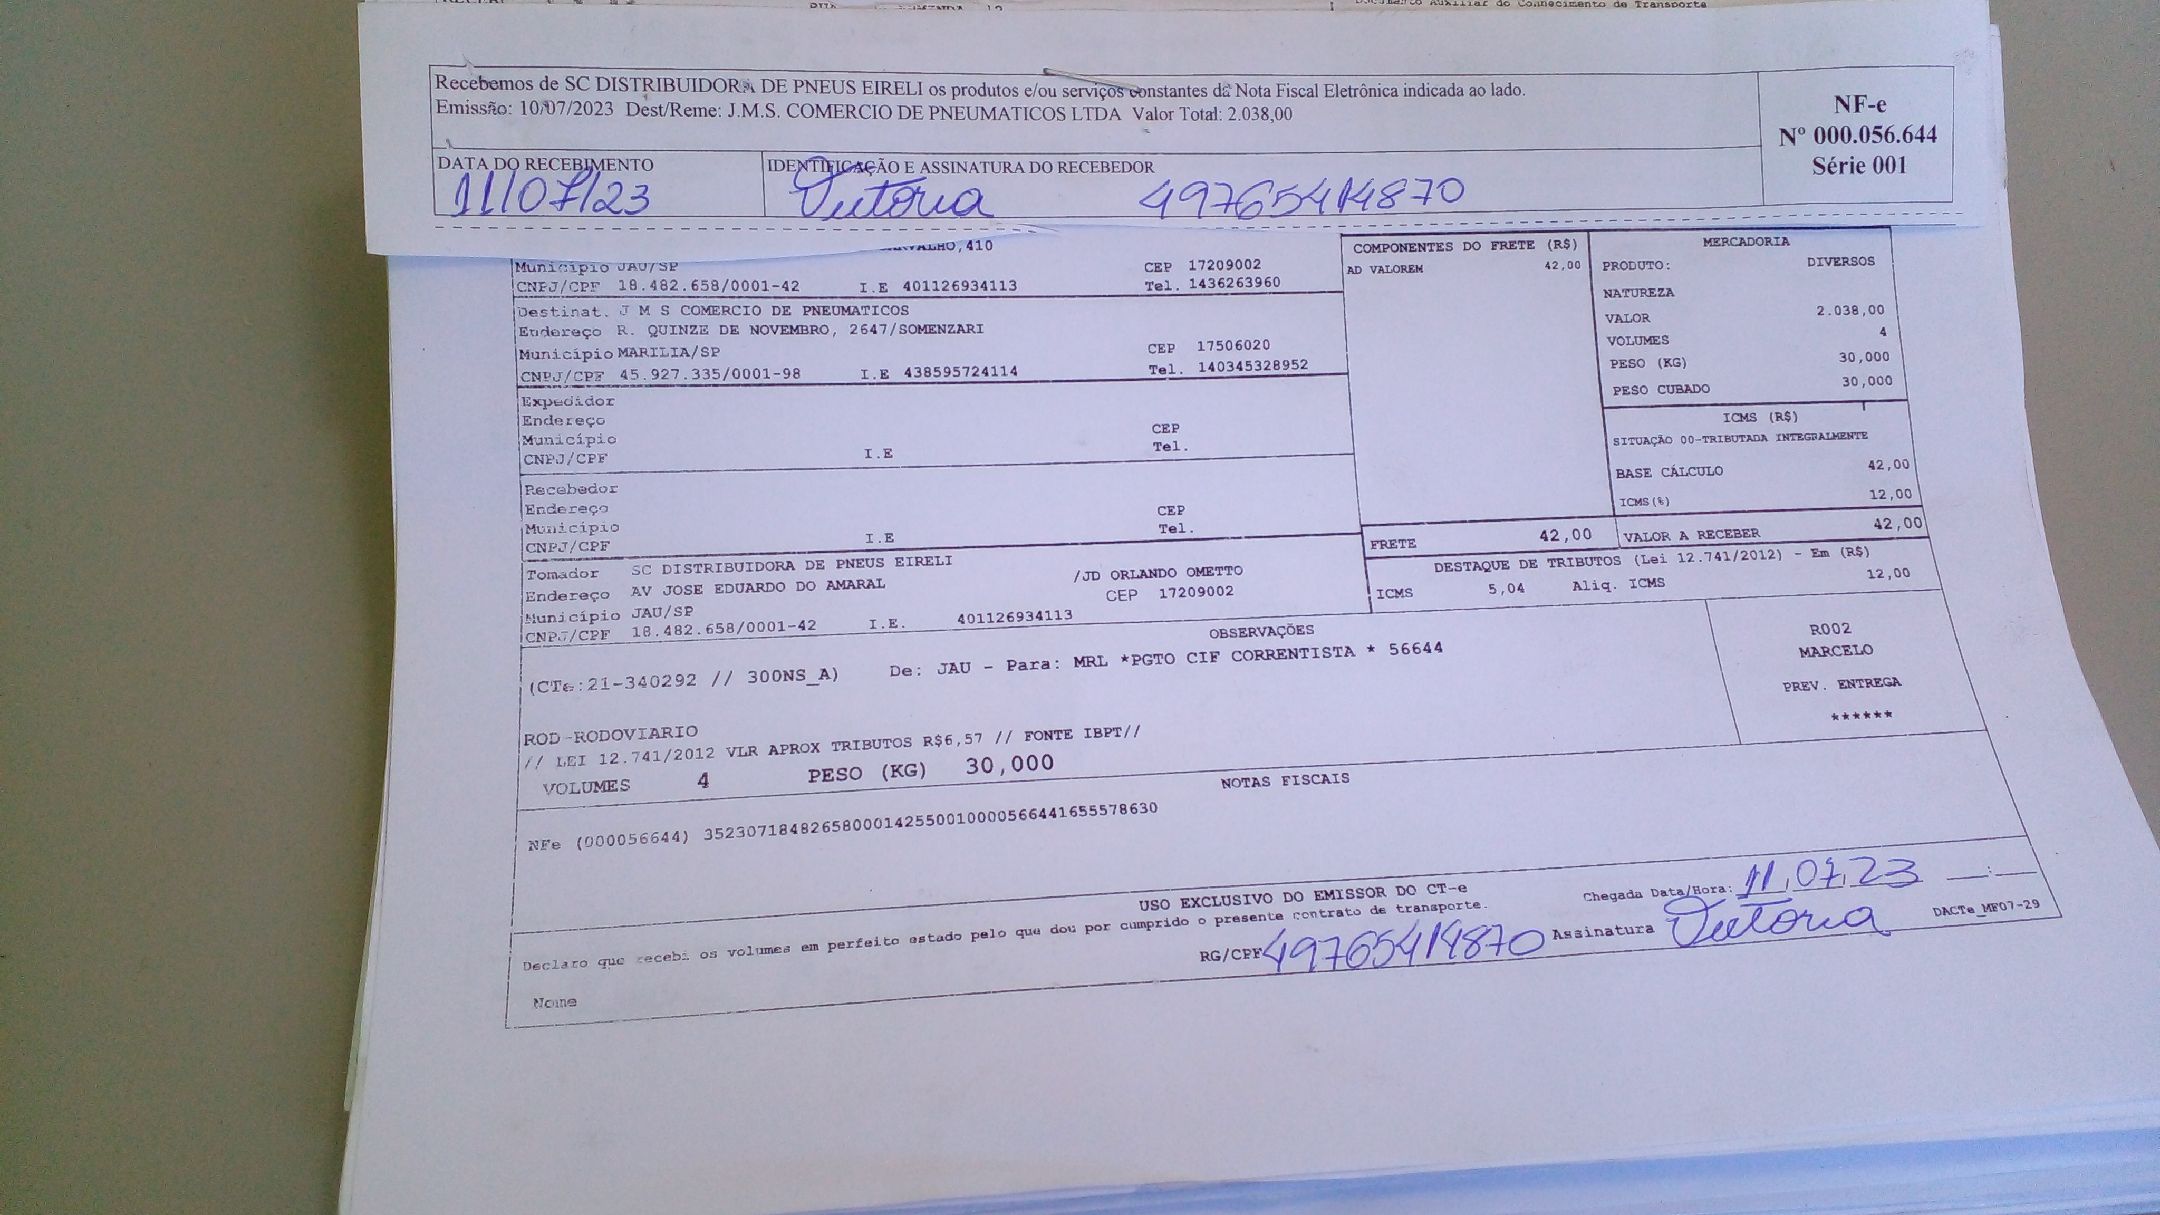 Documento Auxiliar do Conhecimento de Transporte
Recebemos de SC DISTRIBUIDORA DE PNEUS EIRELI os produtos e/ou serviços constantes da Nota Fiscal Eletrônica indicada ao lado.
Emissão: 10/07/2023 Dest/Reme: J.M.S. COMERCIO DE PNEUMATICOS LTDA Valor Total: 2.038,00
NF-e
Nº 000.056.644
Série 001
DATA DO RECEBIMENTO
11/07/23
IDENTIFICAÇÃO E ASSINATURA DO RECEBEDOR
Vitória 49765414870
,410
Município JAU/SP CEP 17209002
CNPJ/CPF 18.482.658/0001-42 I.E 401126934113 Tel. 1436263960
Destinat. J M S COMERCIO DE PNEUMATICOS
Endereço R. QUINZE DE NOVEMBRO, 2647/SOMENZARI
Município MARILIA/SP CEP 17506020
CNPJ/CPF 45.927.335/0001-98 I.E 438595724114 Tel. 140345328952
Expedidor
Endereço
Município CEP
CNPJ/CPF I.E Tel.
Recebedor
Endereço
Município CEP
CNPJ/CPF I.E Tel.
Tomador SC DISTRIBUIDORA DE PNEUS EIRELI
Endereço AV JOSE EDUARDO DO AMARAL /JD ORLANDO OMETTO
Município JAU/SP CEP 17209002
CNPJ/CPF 18.482.658/0001-42 I.E. 401126934113
COMPONENTES DO FRETE (R$)
AD VALOREM 42,00
FRETE 42,00
MERCADORIA
PRODUTO: DIVERSOS
NATUREZA
VALOR 2.038,00
VOLUMES 4
PESO (KG) 30,000
PESO CUBADO 30,000
ICMS (R$)
SITUAÇÃO 00-TRIBUTADA INTEGRALMENTE
BASE CÁLCULO 42,00
ICMS(%) 12,00
VALOR A RECEBER 42,00
DESTAQUE DE TRIBUTOS (Lei 12.741/2012) - Em (R$)
ICMS 5,04 Aliq. ICMS 12,00
OBSERVAÇÕES
(CTe:21-340292 // 300NS_A) De: JAU - Para: MRL *PGTO CIF CORRENTISTA * 56644
ROD-RODOVIARIO
// LEI 12.741/2012 VLR APROX TRIBUTOS R$6,57 // FONTE IBPT//
VOLUMES 4 PESO (KG) 30,000
R002
MARCELO
PREV. ENTREGA
******
NOTAS FISCAIS
NFe (000056644) 35230718482658000142550010000566441655578630
USO EXCLUSIVO DO EMISSOR DO CT-e
Declaro que recebi os volumes em perfeito estado pelo que dou por cumprido o presente contrato de transporte.
Chegada Data/Hora: 11,07,23 __:__
Nome RG/CPF 49765414870 Assinatura Vitória
DACTe_MF07-29